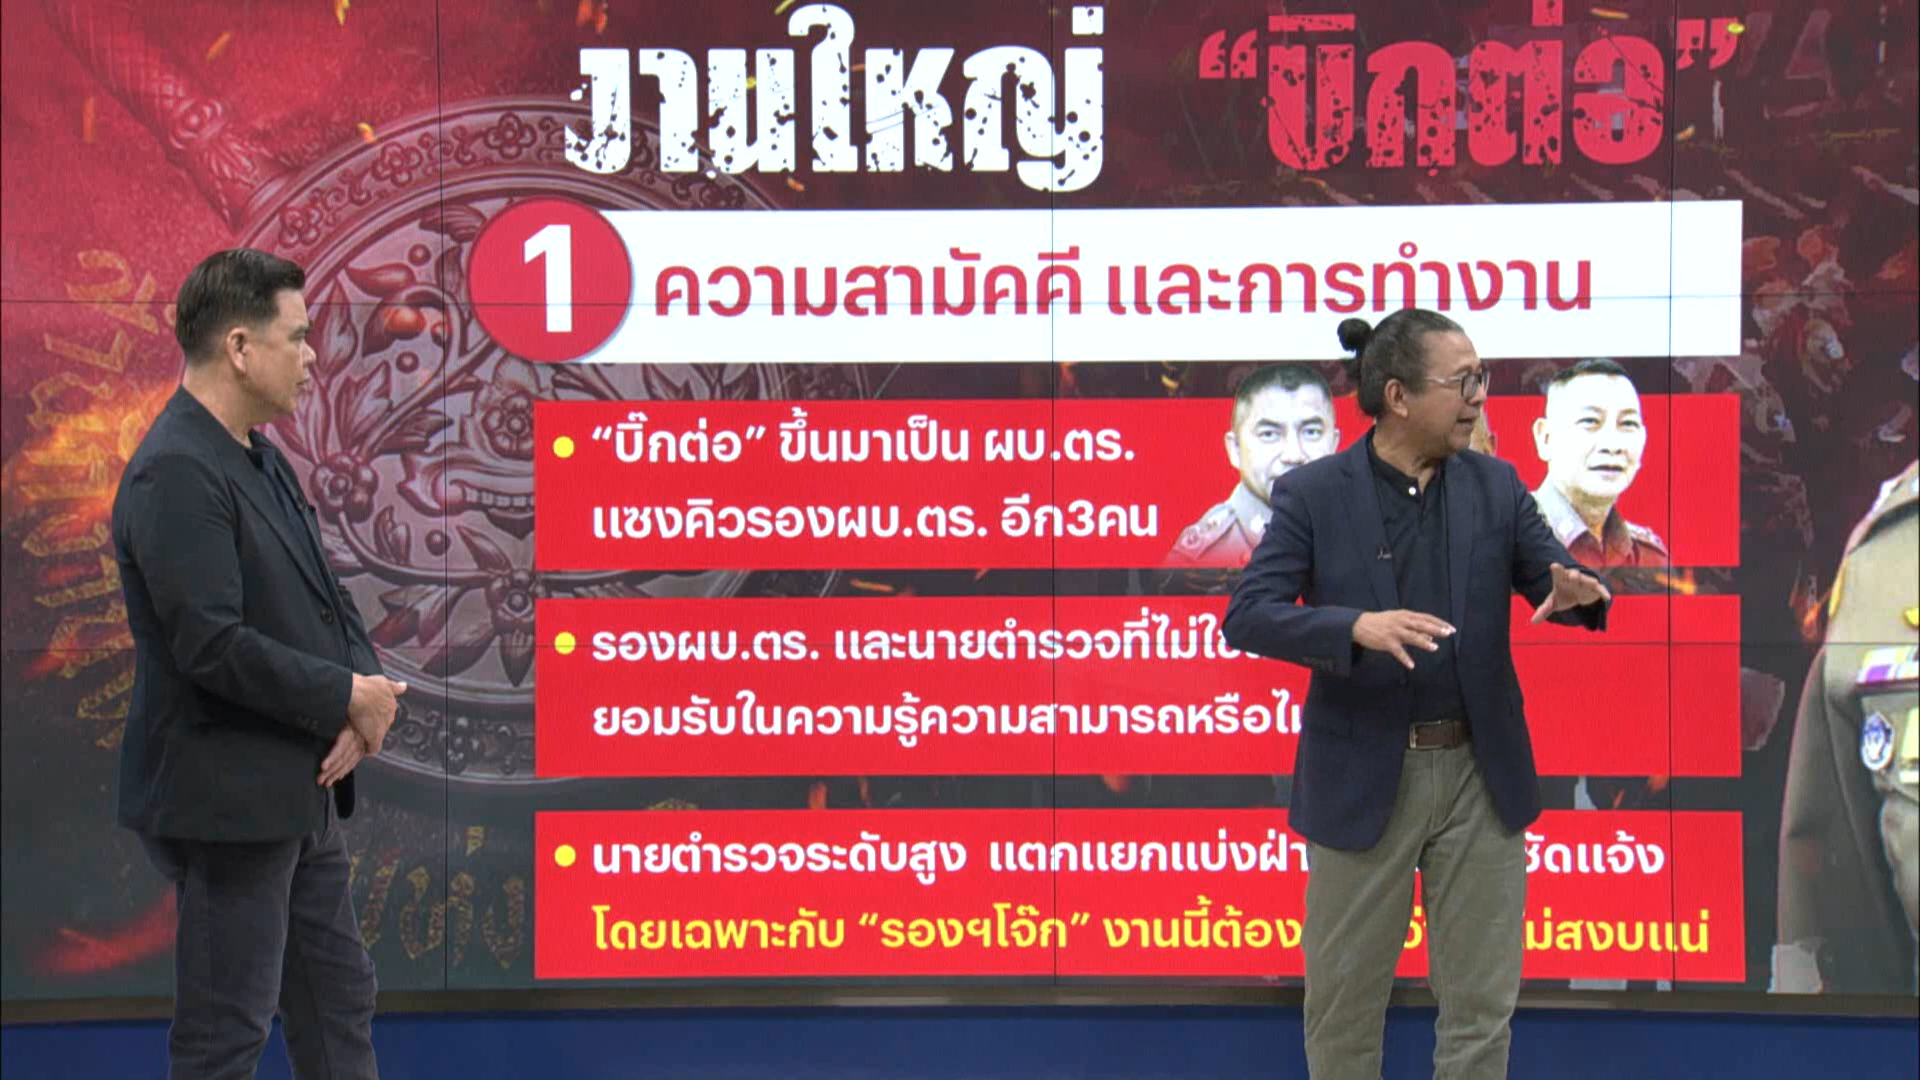 งานใหญ่ “บิกต่อ”
1 ความสามัคคี และการทำงาน
“บิ๊กต่อ” ขึ้นมาเป็น ผบ.ตร.
แซงคิวรองผบ.ตร. อีก3คน
รองผบ.ตร. และนายตำรวจที่ไม่ใช่
ยอมรับในความรู้ความสามารถหรือไม่
นายตำรวจระดับสูง แตกแยกแบ่งฝ่า ชัดแจ้ง
โดยเฉพาะกับ “รองฯโจ๊ก” งานนี้ต้อง ไม่สงบแน่